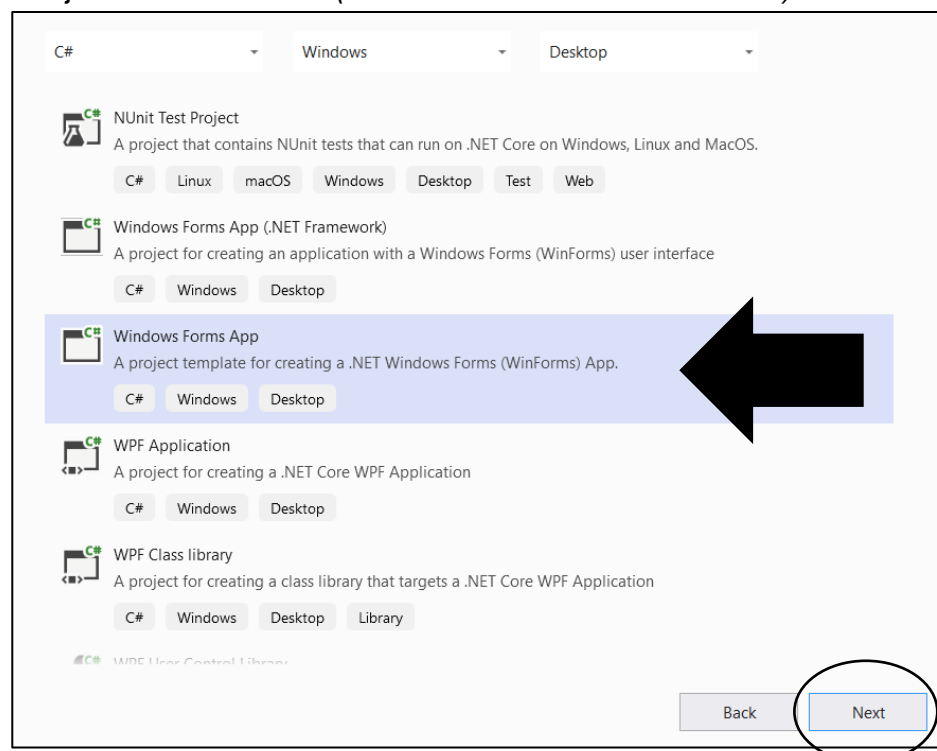 C# Windows Desktop
C#
NUnit Test Project
A project that contains NUnit tests that can run on .NET Core on Windows, Linux and MacOS.
C# Linux macOS Windows Desktop Test Web
C#
Windows Forms App (.NET Framework)
A project for creating an application with a Windows Forms (WinForms) user interface
C# Windows Desktop
C#
Windows Forms App
A project template for creating a .NET Windows Forms (WinForms) App.
C# Windows Desktop
C#
WPF Application
A project for creating a .NET Core WPF Application
C# Windows Desktop
C#
WPF Class library
A project for creating a class library that targets a .NET Core WPF Application
C# Windows Desktop Library
C#
WPF User Control Library
Back Next